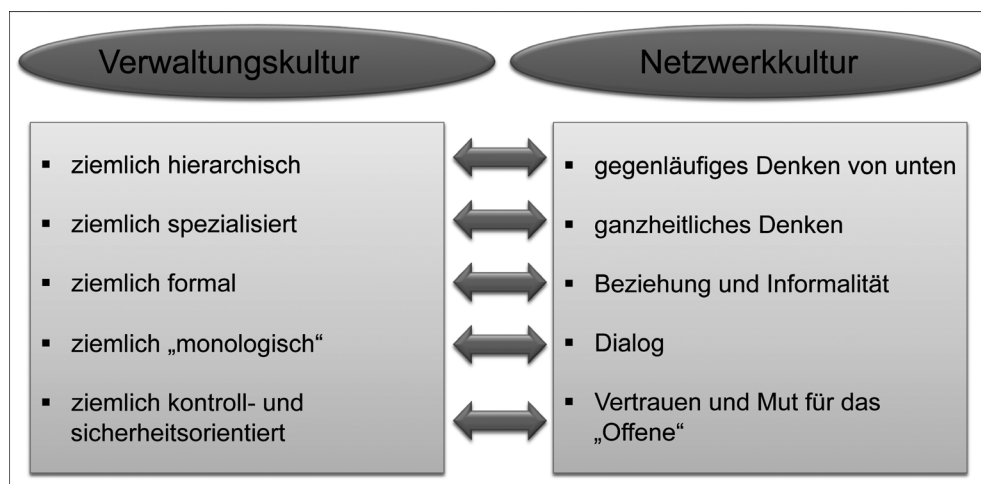 Verwaltungskultur
▪ ziemlich hierarchisch
▪ ziemlich spezialisiert
▪ ziemlich formal
▪ ziemlich „monologisch“
▪ ziemlich kontroll- und
sicherheitsorientiert
Netzwerkkultur
▪ gegenläufiges Denken von unten
▪ ganzheitliches Denken
▪ Beziehung und Informalität
▪ Dialog
▪ Vertrauen und Mut für das
„Offene“